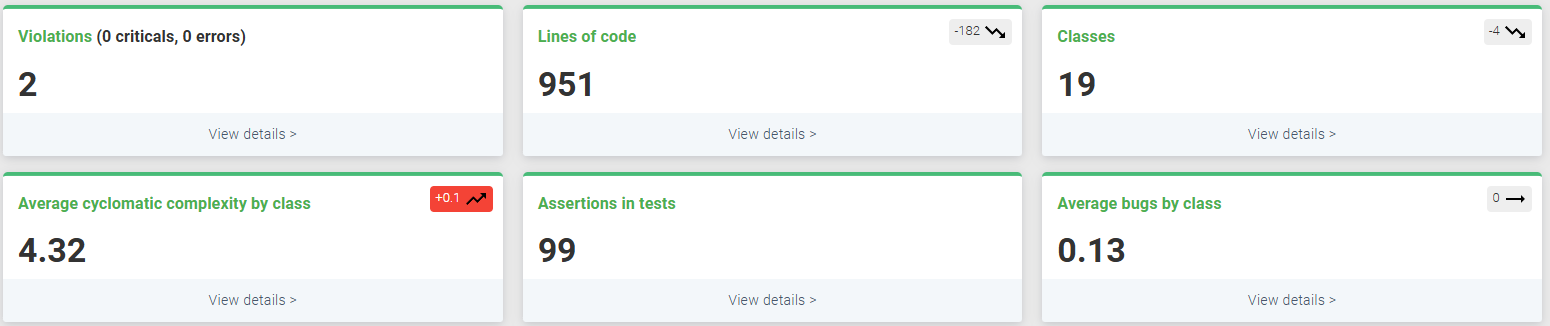 Violations (0 criticals, 0 errors)
2
View details >
Lines of code
-182
951
View details >
Classes
-4
19
View details >
Average cyclomatic complexity by class
+0.1
4.32
View details >
Assertions in tests
99
View details >
Average bugs by class
0
0.13
View details >